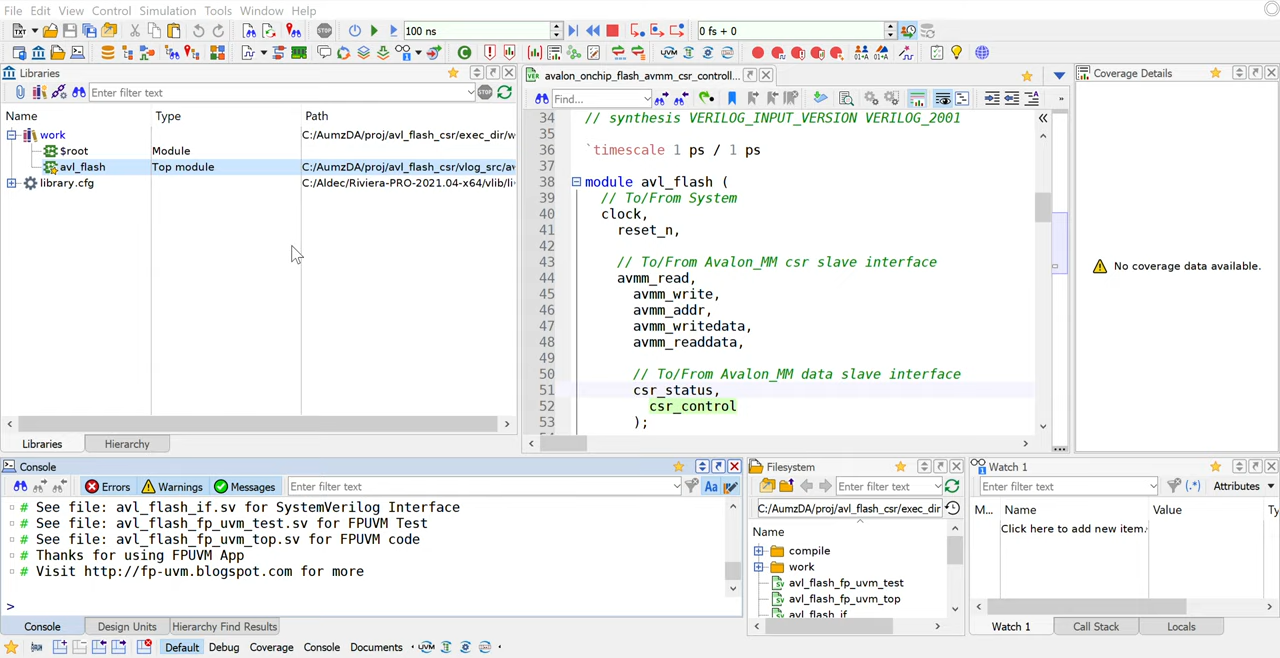 File Edit View Control Simulation Tools Window Help
100 ns
0 fs + 0
Libraries
Enter filter text
Name Type Path
work C:/AumzDA/proj/avl_flash_csr/exec_dir/w
$root Module
avl_flash Top module C:/AumzDA/proj/avl_flash_csr/vlog_src/av
library.cfg C:/Aldec/Riviera-PRO-2021.04-x64/vlib/li
Libraries Hierarchy
avalon_onchip_flash_avmm_csr_controll...
Find...
34 // synthesis VERILOG_INPUT_VERSION VERILOG_2001
35
36 `timescale 1 ps / 1 ps
37
38 module avl_flash (
39 // To/From System
40 clock,
41 reset_n,
42
43 // To/From Avalon_MM csr slave interface
44 avmm_read,
45 avmm_write,
46 avmm_addr,
47 avmm_writedata,
48 avmm_readdata,
49
50 // To/From Avalon_MM data slave interface
51 csr_status,
52 csr_control
53 );
Coverage Details
No coverage data available.
Console
Errors Warnings Messages Enter filter text
# See file: avl_flash_if.sv for SystemVerilog Interface
# See file: avl_flash_fp_uvm_test.sv for FPUVM Test
# See file: avl_flash_fp_uvm_top.sv for FPUVM code
# Thanks for using FPUVM App
# Visit http://fp-uvm.blogspot.com for more
>
Console Design Units Hierarchy Find Results
Filesystem
Enter filter text
C:/AumzDA/proj/avl_flash_csr/exec_dir
Name
compile
work
avl_flash_fp_uvm_test
avl_flash_fp_uvm_top
avl_flash_if
Watch 1
Enter filter text (.*) Attributes
M... Name Value Ty
Click here to add new item.
Watch 1 Call Stack Locals
Default Debug Coverage Console Documents